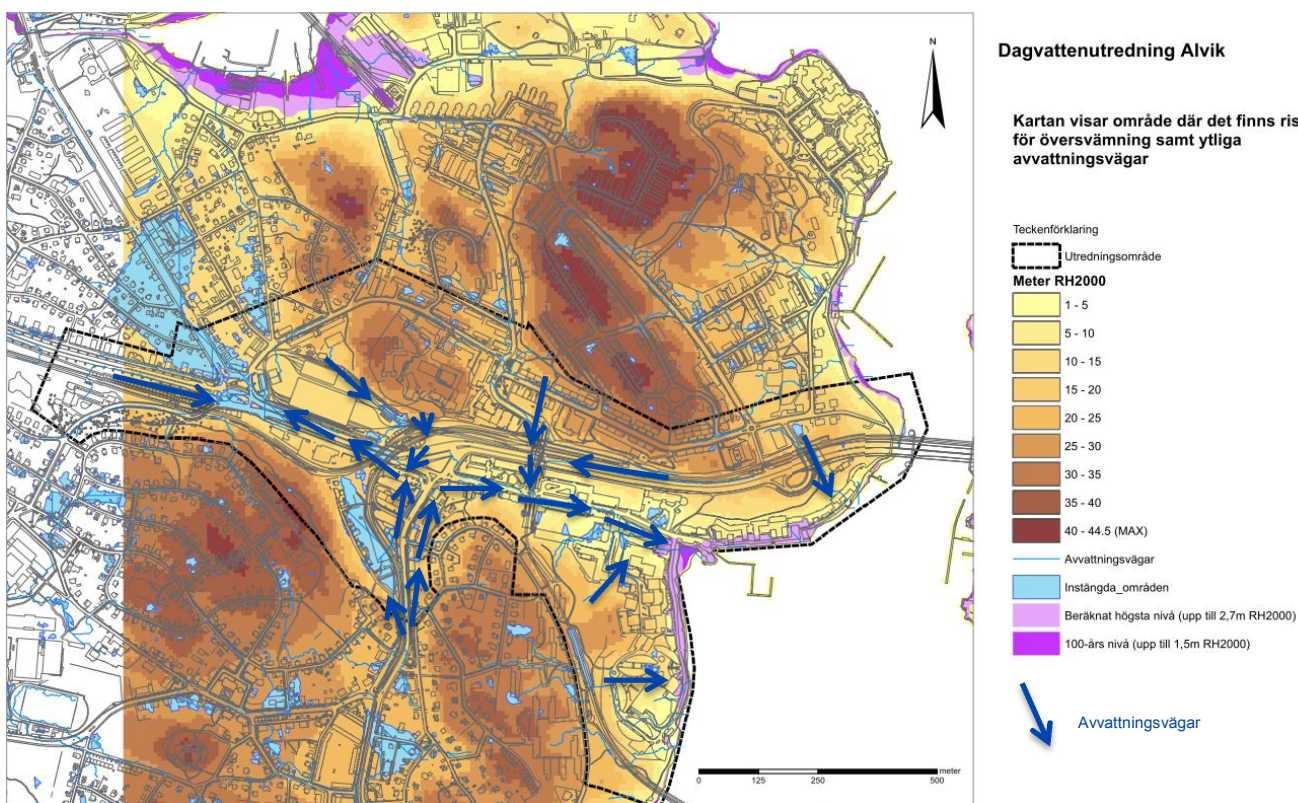 N
Dagvattenutredning Alvik
Kartan visar område där det finns ris
för översvämning samt ytliga
avvattningsvägar
Teckenförklaring
Utredningsområde
Meter RH2000
1 - 5
5 - 10
10 - 15
15 - 20
20 - 25
25 - 30
30 - 35
35 - 40
40 - 44.5 (MAX)
Avvattningsvägar
Instängda_områden
Beräknat högsta nivå (upp till 2,7m RH2000)
100-års nivå (upp till 1,5m RH2000)
Avvattningsvägar
meter
0 125 250 500